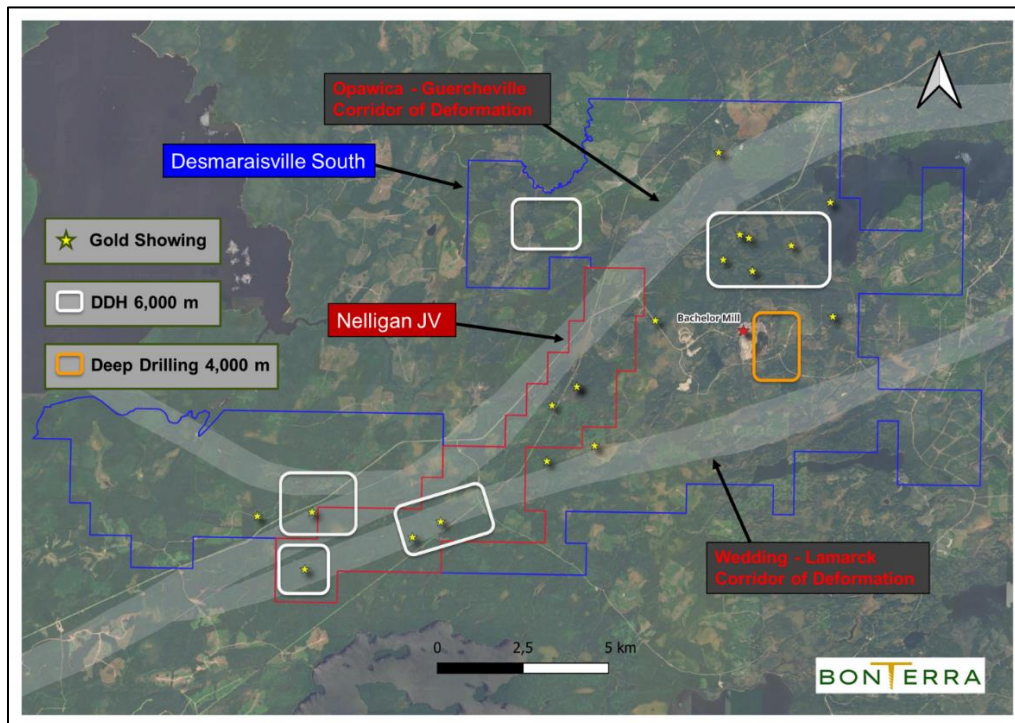 Opawica - Guercheville
Corridor of Deformation
Desmaraisville South
Gold Showing
DDH 6,000 m
Deep Drilling 4,000 m
Nelligan JV
Bachelor Mill
Wedding - Lamarck
Corridor of Deformation
0 2,5 5 km
BONTERRA